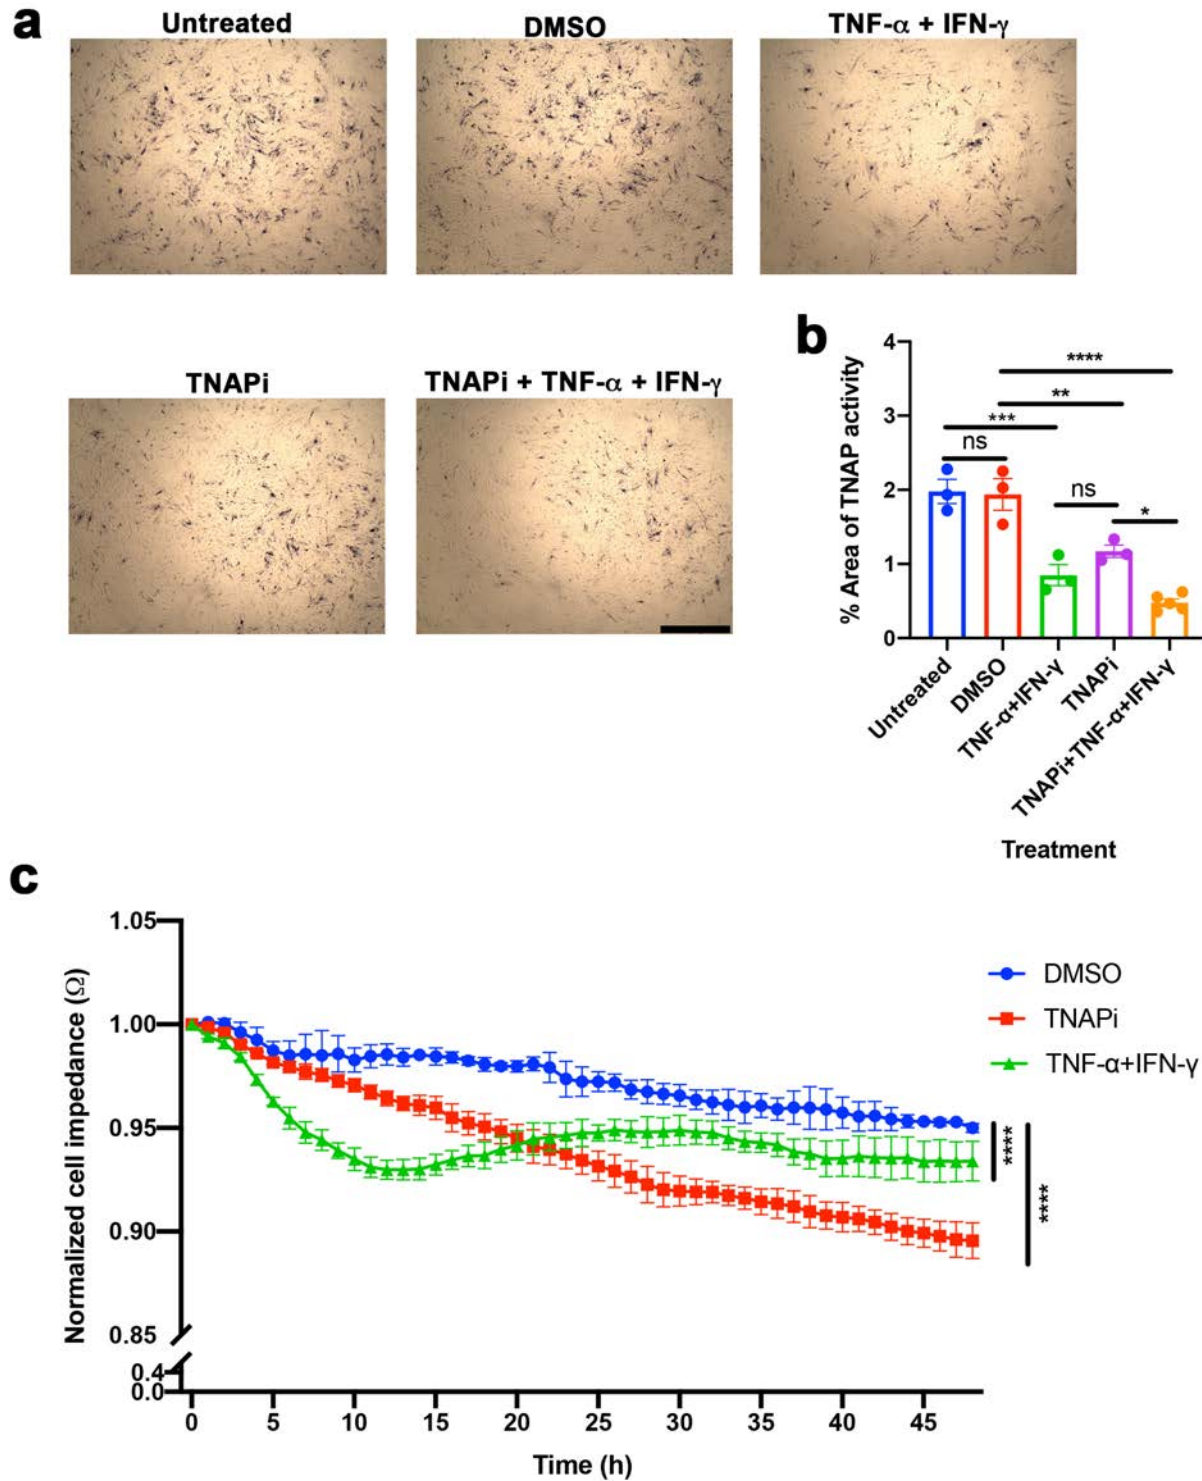 a
Untreated
DMSO
TNF-α + IFN-γ
TNAPi
TNAPi + TNF-α + IFN-γ
b
% Area of TNAP activity
4
3
2
1
0
****
**
***
ns
ns
*
Untreated
DMSO
TNF-α+IFN-γ
TNAPi
TNAPi+TNF-α+IFN-γ
Treatment
c
Normalized cell impedance (Ω)
1.05
1.00
0.95
0.90
0.85
0.4
0.0
0 5 10 15 20 25 30 35 40 45
Time (h)
DMSO
TNAPi
TNF-α+IFN-γ
****
****